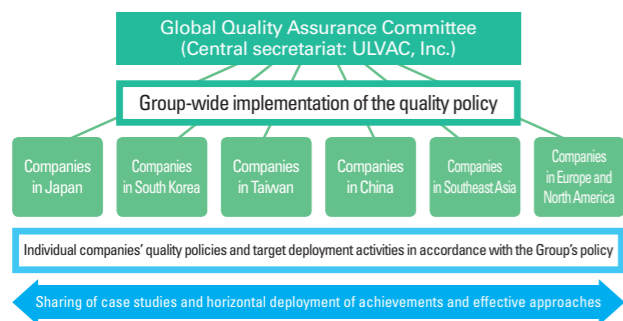 Global Quality Assurance Committee
(Central secretariat: ULVAC, Inc.)
Group-wide implementation of the quality policy
Companies
in Japan
Companies
in South Korea
Companies
in Taiwan
Companies
in China
Companies
in Southeast Asia
Companies
in Europe and
North America
Individual companies' quality policies and target deployment activities in accordance with the Group's policy
Sharing of case studies and horizontal deployment of achievements and effective approaches